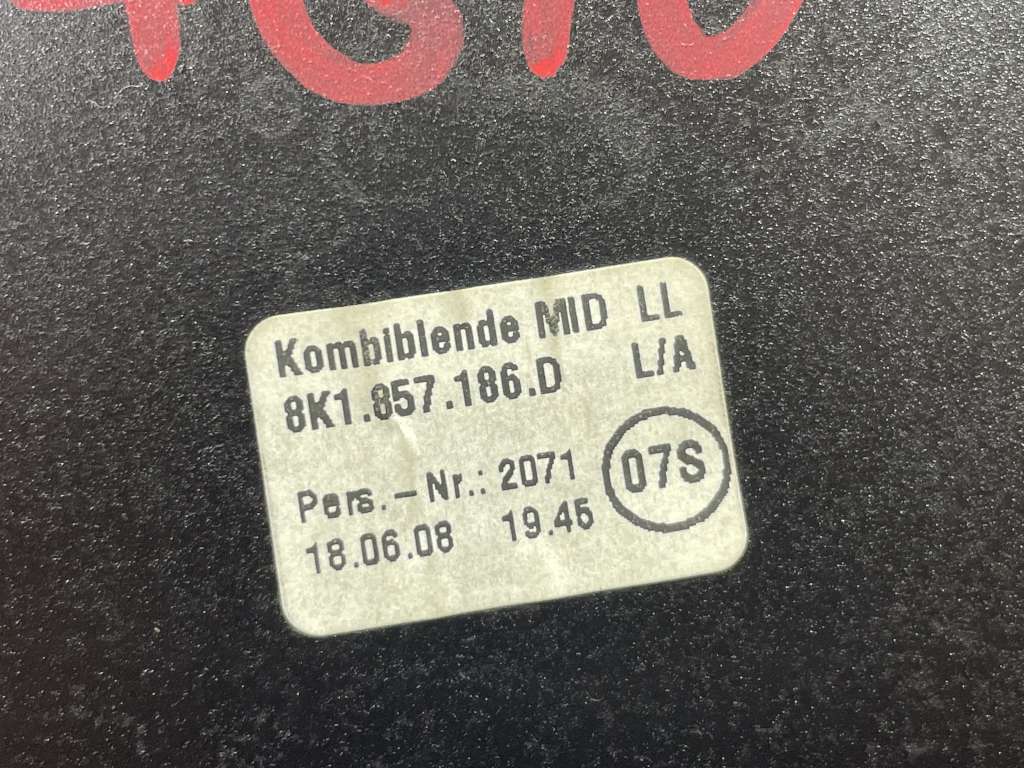 Kombiblende MID LL
8K1.857.186.D L/A
Pers.-Nr.: 2071
07S
18.06.08 19.45